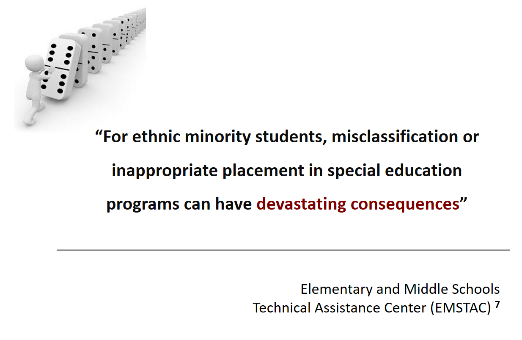 “For ethnic minority students, misclassification or
inappropriate placement in special education
programs can have devastating consequences”
Elementary and Middle Schools
Technical Assistance Center (EMSTAC) 7